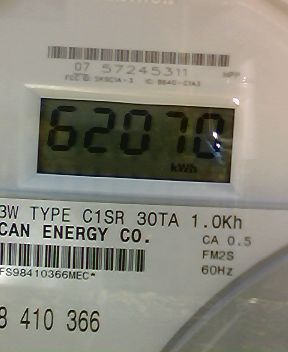 07 57245311
62070
kWh
3W TYPE C1SR 30TA 1.0Kh
CAN ENERGY CO.
CA 0.5
FM2S
60Hz
FS98410366MEC*
8 410 366